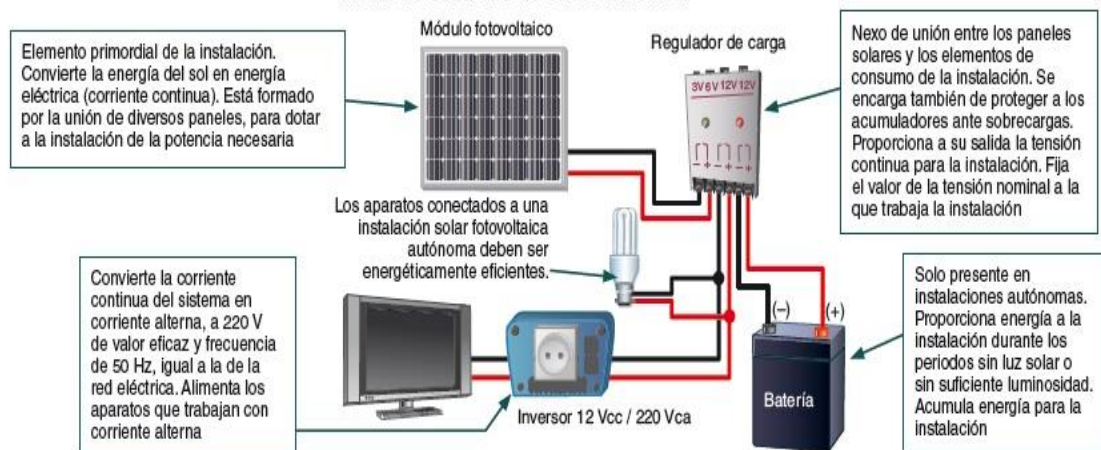 Módulo fotovoltaico
Elemento primordial de la instalación.
Convierte la energía del sol en energía
eléctrica (corriente continua). Está formado
por la unión de diversos paneles, para dotar
a la instalación de la potencia necesaria
Regulador de carga
3V 6V 12V 12V
- + - + - +
Nexo de unión entre los paneles
solares y los elementos de
consumo de la instalación. Se
encarga también de proteger a los
acumuladores ante sobrecargas.
Proporciona a su salida la tensión
continua para la instalación. Fija
el valor de la tensión nominal a la
que trabaja la instalación
Los aparatos conectados a una
instalación solar fotovoltaica
autónoma deben ser
energéticamente eficientes.
Convierte la corriente
continua del sistema en
corriente alterna, a 220 V
de valor eficaz y frecuencia
de 50 Hz, igual a la de la
red eléctrica. Alimenta los
aparatos que trabajan con
corriente alterna
Inversor 12 Vcc / 220 Vca
(-) (+)
Batería
Solo presente en
instalaciones autónomas.
Proporciona energía a la
instalación durante los
periodos sin luz solar o
sin suficiente luminosidad.
Acumula energía para la
instalación